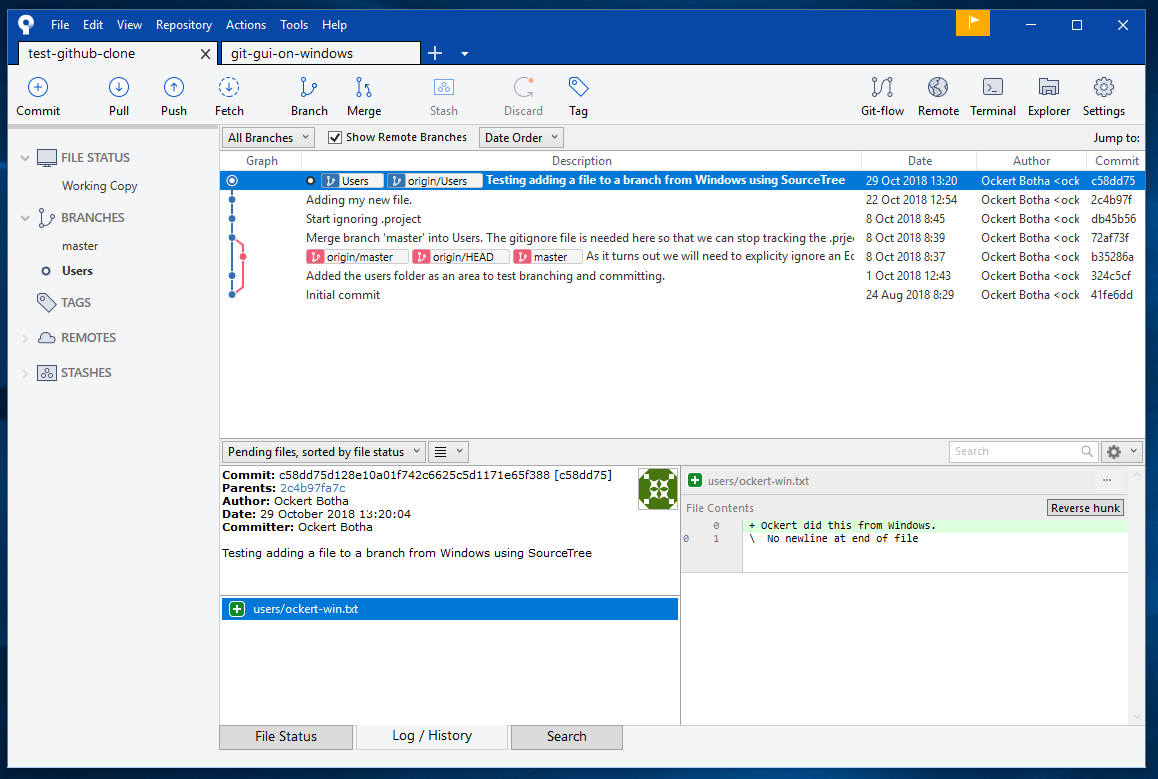 File Edit View Repository Actions Tools Help
test-github-clone git-gui-on-windows
Commit Pull Push Fetch Branch Merge Stash Discard Tag Git-flow Remote Terminal Explorer Settings
All Branches Show Remote Branches Date Order Jump to:
Graph Description Date Author Commit
Users origin/Users Testing adding a file to a branch from Windows using SourceTree 29 Oct 2018 13:20 Ockert Botha <ock c58dd75
Adding my new file. 22 Oct 2018 12:54 Ockert Botha <ock 2c4b97f
Start ignoring .project 8 Oct 2018 8:45 Ockert Botha <ock db45b56
Merge branch 'master' into Users. The gitignore file is needed here so that we can stop tracking the .prje 8 Oct 2018 8:39 Ockert Botha <ock 72af73f
origin/master origin/HEAD master As it turns out we will need to explicity ignore an Ec 8 Oct 2018 8:37 Ockert Botha <ock b35286a
Added the users folder as an area to test branching and committing. 1 Oct 2018 12:43 Ockert Botha <ock 324c5cf
Initial commit 24 Aug 2018 8:29 Ockert Botha <ock 41fe6dd
FILE STATUS
Working Copy
BRANCHES
master
Users
TAGS
REMOTES
STASHES
Pending files, sorted by file status Search
Commit: c58dd75d128e10a01f742c6625c5d1171e65f388 [c58dd75]
Parents: 2c4b97fa7c
Author: Ockert Botha
Date: 29 October 2018 13:20:04
Committer: Ockert Botha
Testing adding a file to a branch from Windows using SourceTree
users/ockert-win.txt
users/ockert-win.txt ...
File Contents Reverse hunk
0 + Ockert did this from Windows.
0 1 \ No newline at end of file
File Status Log / History Search